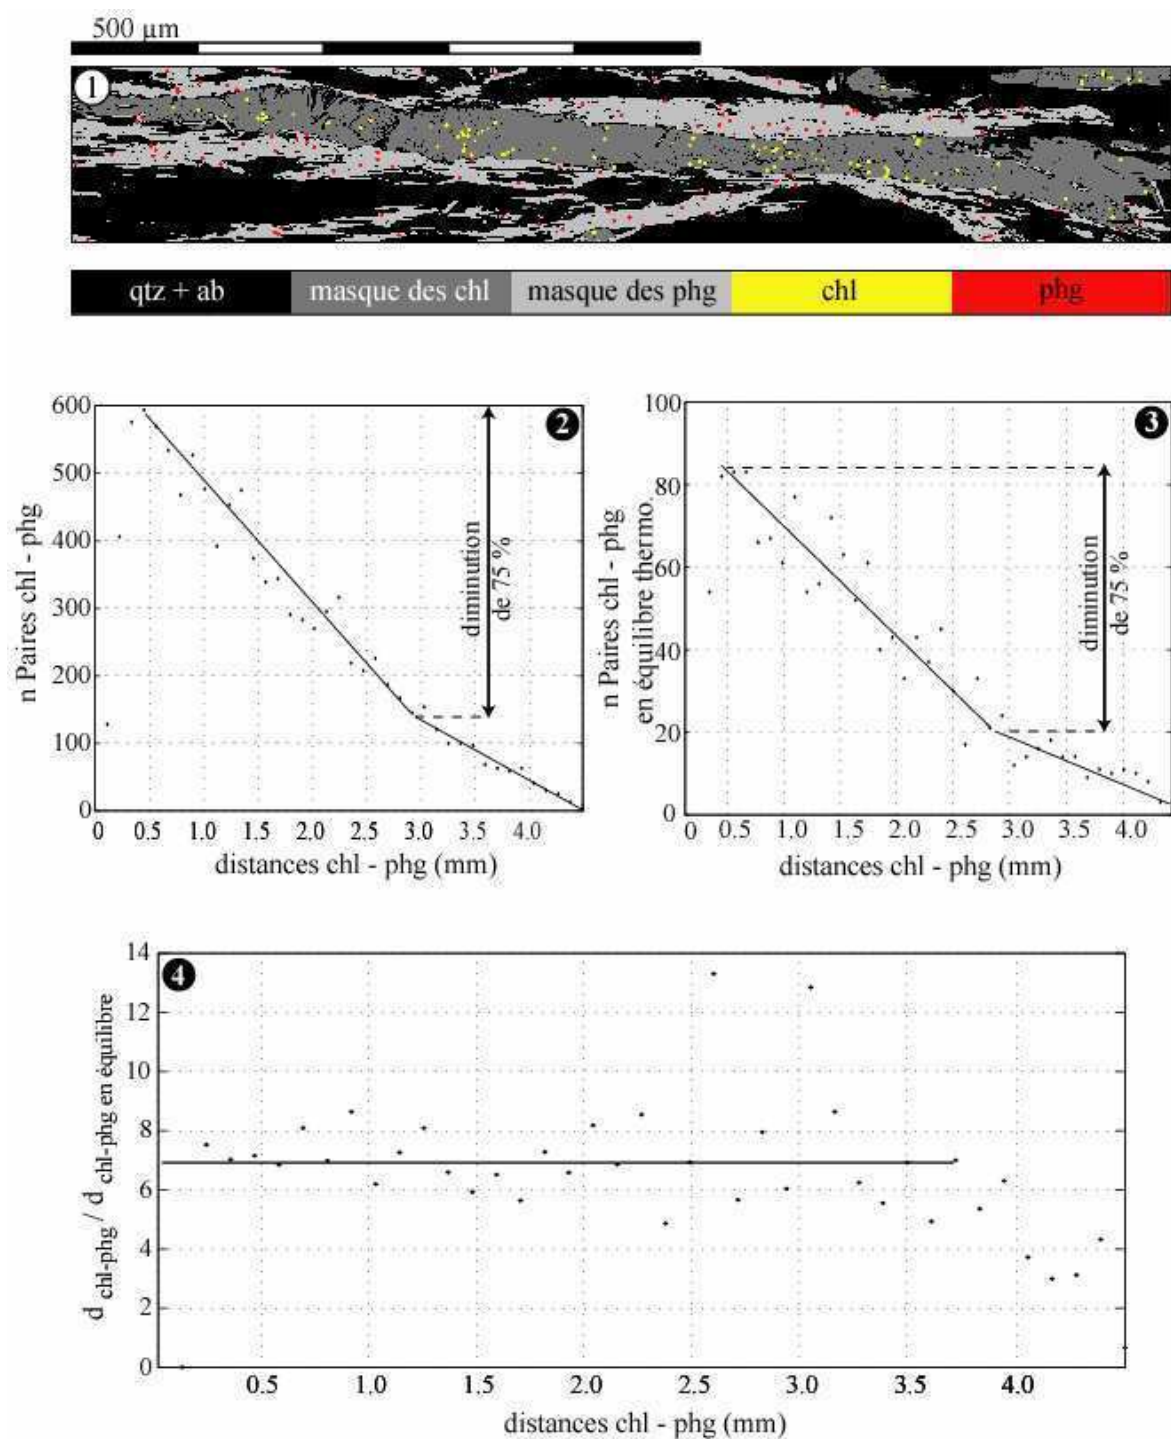 500 µm
1
qtz + ab masque des chl masque des phg chl phg
2
n Paires chl - phg
600
500
400
300
200
100
0
diminution
de 75 %
0 0.5 1.0 1.5 2.0 2.5 3.0 3.5 4.0
distances chl - phg (mm)
3
n Paires chl - phg
en équilibre thermo.
100
80
60
40
20
0
diminution
de 75 %
0 0.5 1.0 1.5 2.0 2.5 3.0 3.5 4.0
distances chl - phg (mm)
4
d chl-phg / d chl-phg en équilibre
14
12
10
8
6
4
2
0
0.5 1.0 1.5 2.0 2.5 3.0 3.5 4.0
distances chl - phg (mm)